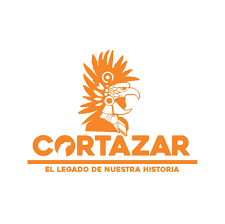 CORTAZAR
EL LEGADO DE NUESTRA HISTORIA